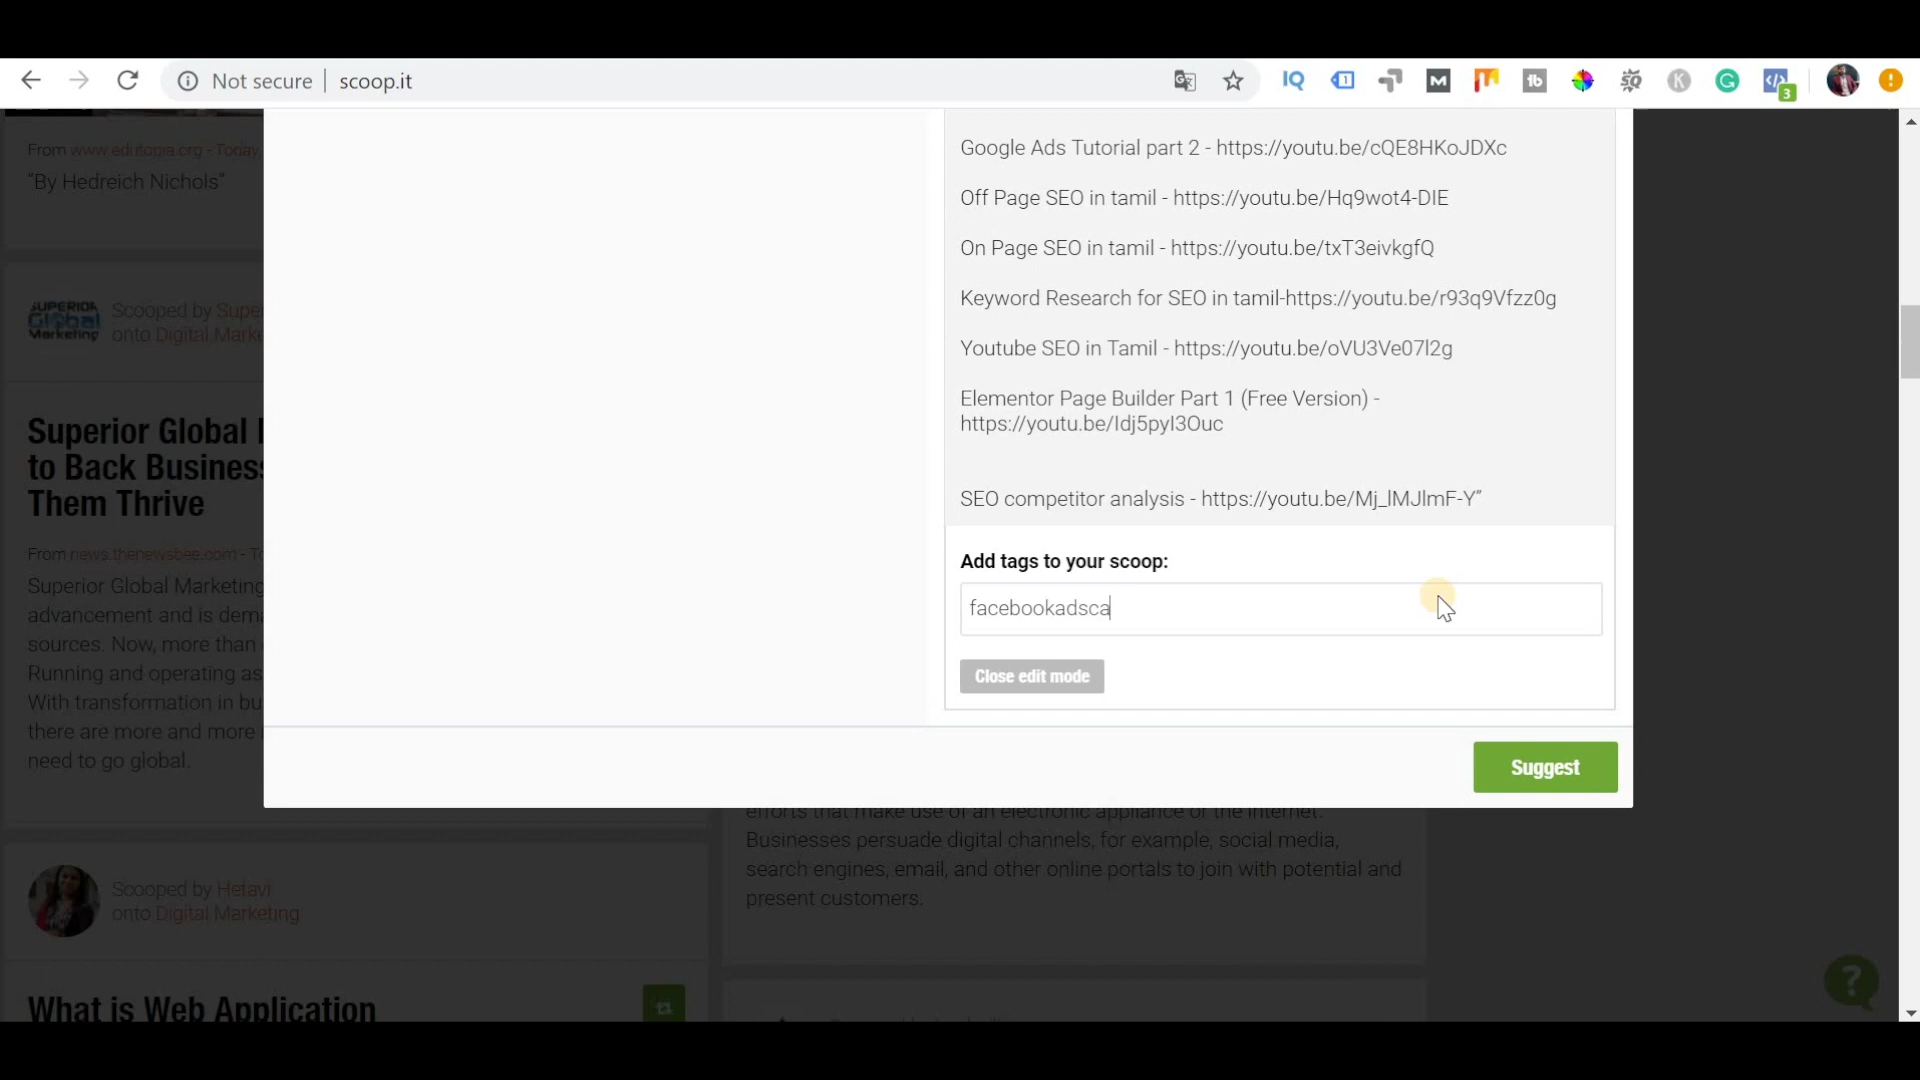 Not secure | scoop.it
From www.edutopia.org - Today,
"By Hedreich Nichols"
SUPERIOR
Global
Marketing
Scooped by Supe
onto Digital Marke
Superior Global
to Back Busines
Them Thrive
From news.thenewsbee.com - To
Superior Global Marketing
advancement and is dem
sources. Now, more than
Running and operating as
With transformation in bu
there are more and more
need to go global.
Scooped by Hetavi
onto Digital Marketing
What is Web Application
Google Ads Tutorial part 2 - https://youtu.be/cQE8HKoJDXc
Off Page SEO in tamil - https://youtu.be/Hq9wot4-DIE
On Page SEO in tamil - https://youtu.be/txT3eivkgfQ
Keyword Research for SEO in tamil-https://youtu.be/r93q9Vfzz0g
Youtube SEO in Tamil - https://youtu.be/oVU3Ve07l2g
Elementor Page Builder Part 1 (Free Version) -
https://youtu.be/Idj5pyI3Ouc
SEO competitor analysis - https://youtu.be/Mj_lMJlmF-Y”
Add tags to your scoop:
facebookadsca
Close edit mode
Suggest
efforts that make use of an electronic appliance or the internet.
Businesses persuade digital channels, for example, social media,
search engines, email, and other online portals to join with potential and
present customers.